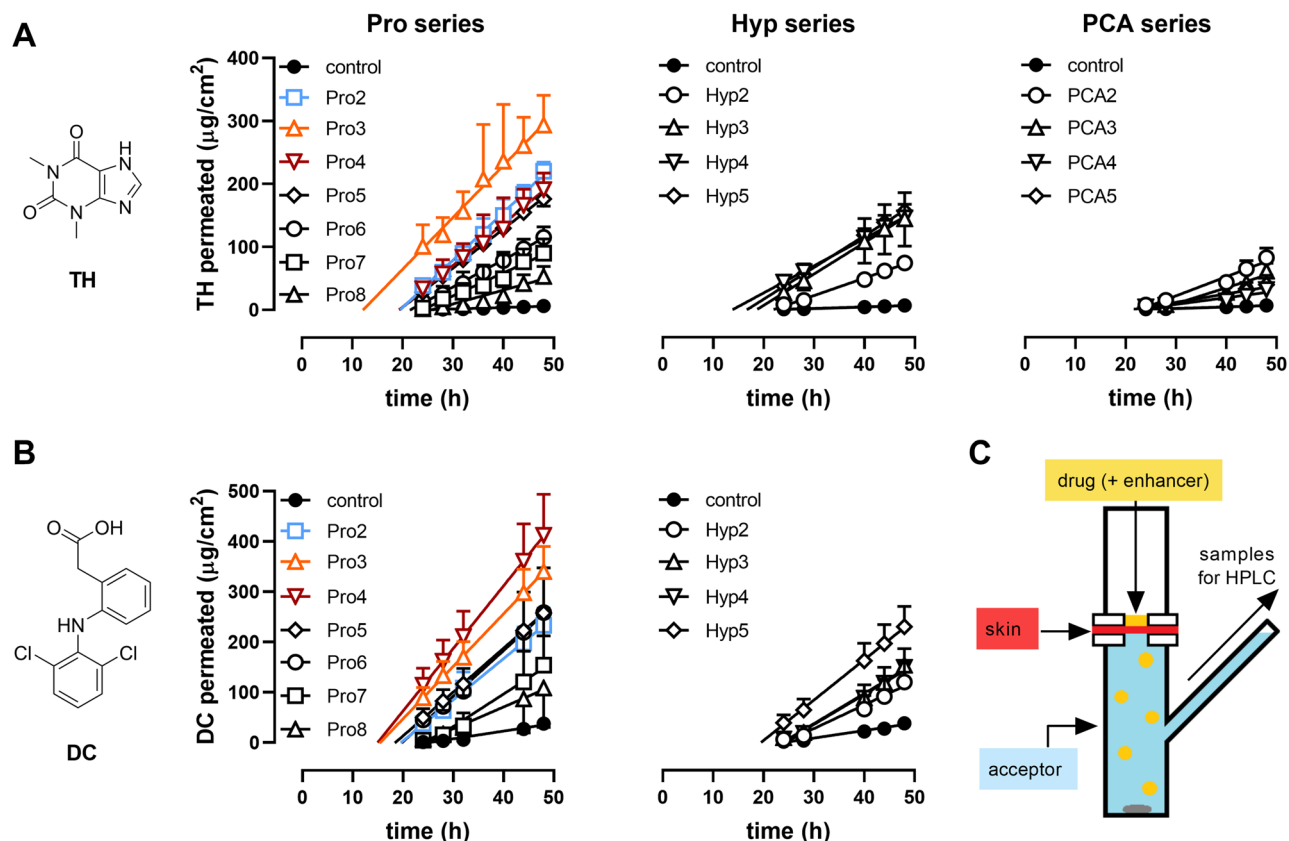 A
Pro series
Hyp series
PCA series
O
O
N
N
H
N
N
TH
TH permeated (µg/cm²)
400
300
200
100
0
control
Pro2
Pro3
Pro4
Pro5
Pro6
Pro7
Pro8
0 10 20 30 40 50
time (h)
control
Hyp2
Hyp3
Hyp4
Hyp5
0 10 20 30 40 50
time (h)
control
PCA2
PCA3
PCA4
PCA5
0 10 20 30 40 50
time (h)
B
O
OH
HN
Cl
Cl
DC
DC permeated (µg/cm²)
500
400
300
200
100
0
control
Pro2
Pro3
Pro4
Pro5
Pro6
Pro7
Pro8
0 10 20 30 40 50
time (h)
control
Hyp2
Hyp3
Hyp4
Hyp5
0 10 20 30 40 50
time (h)
C
drug (+ enhancer)
samples
for HPLC
skin
acceptor